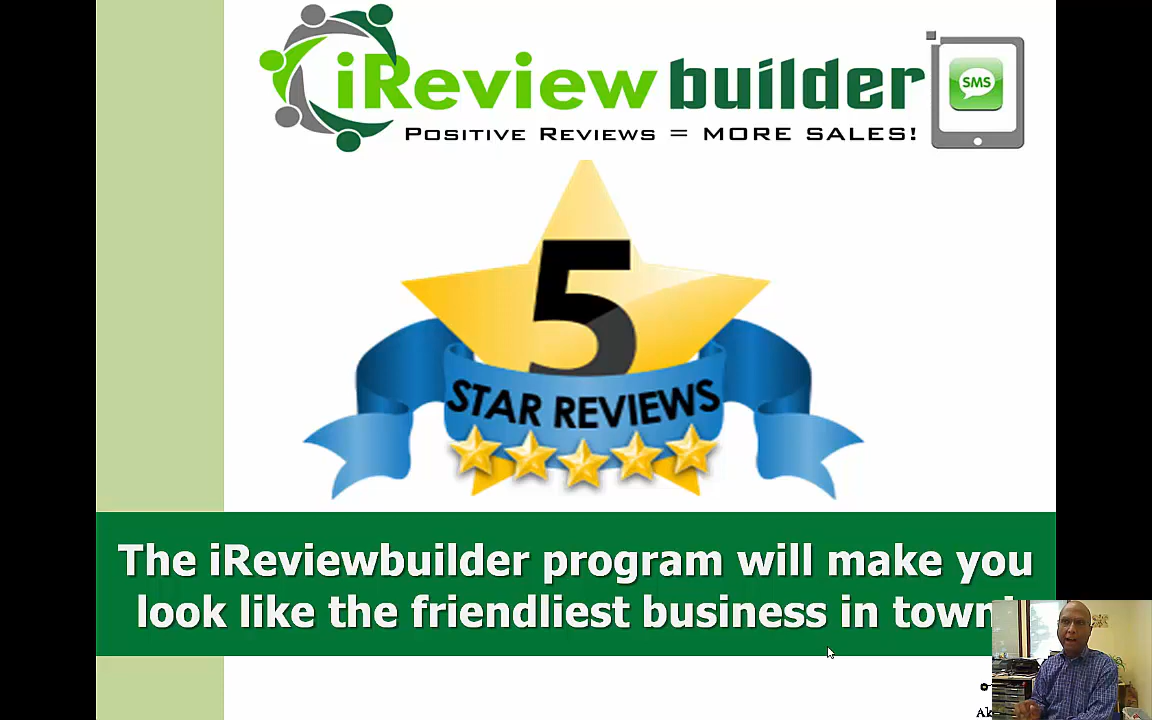 iReview builder
POSITIVE REVIEWS = MORE SALES!
SMS
5
STAR REVIEWS
The iReviewbuilder program will make you
look like the friendliest business in town!